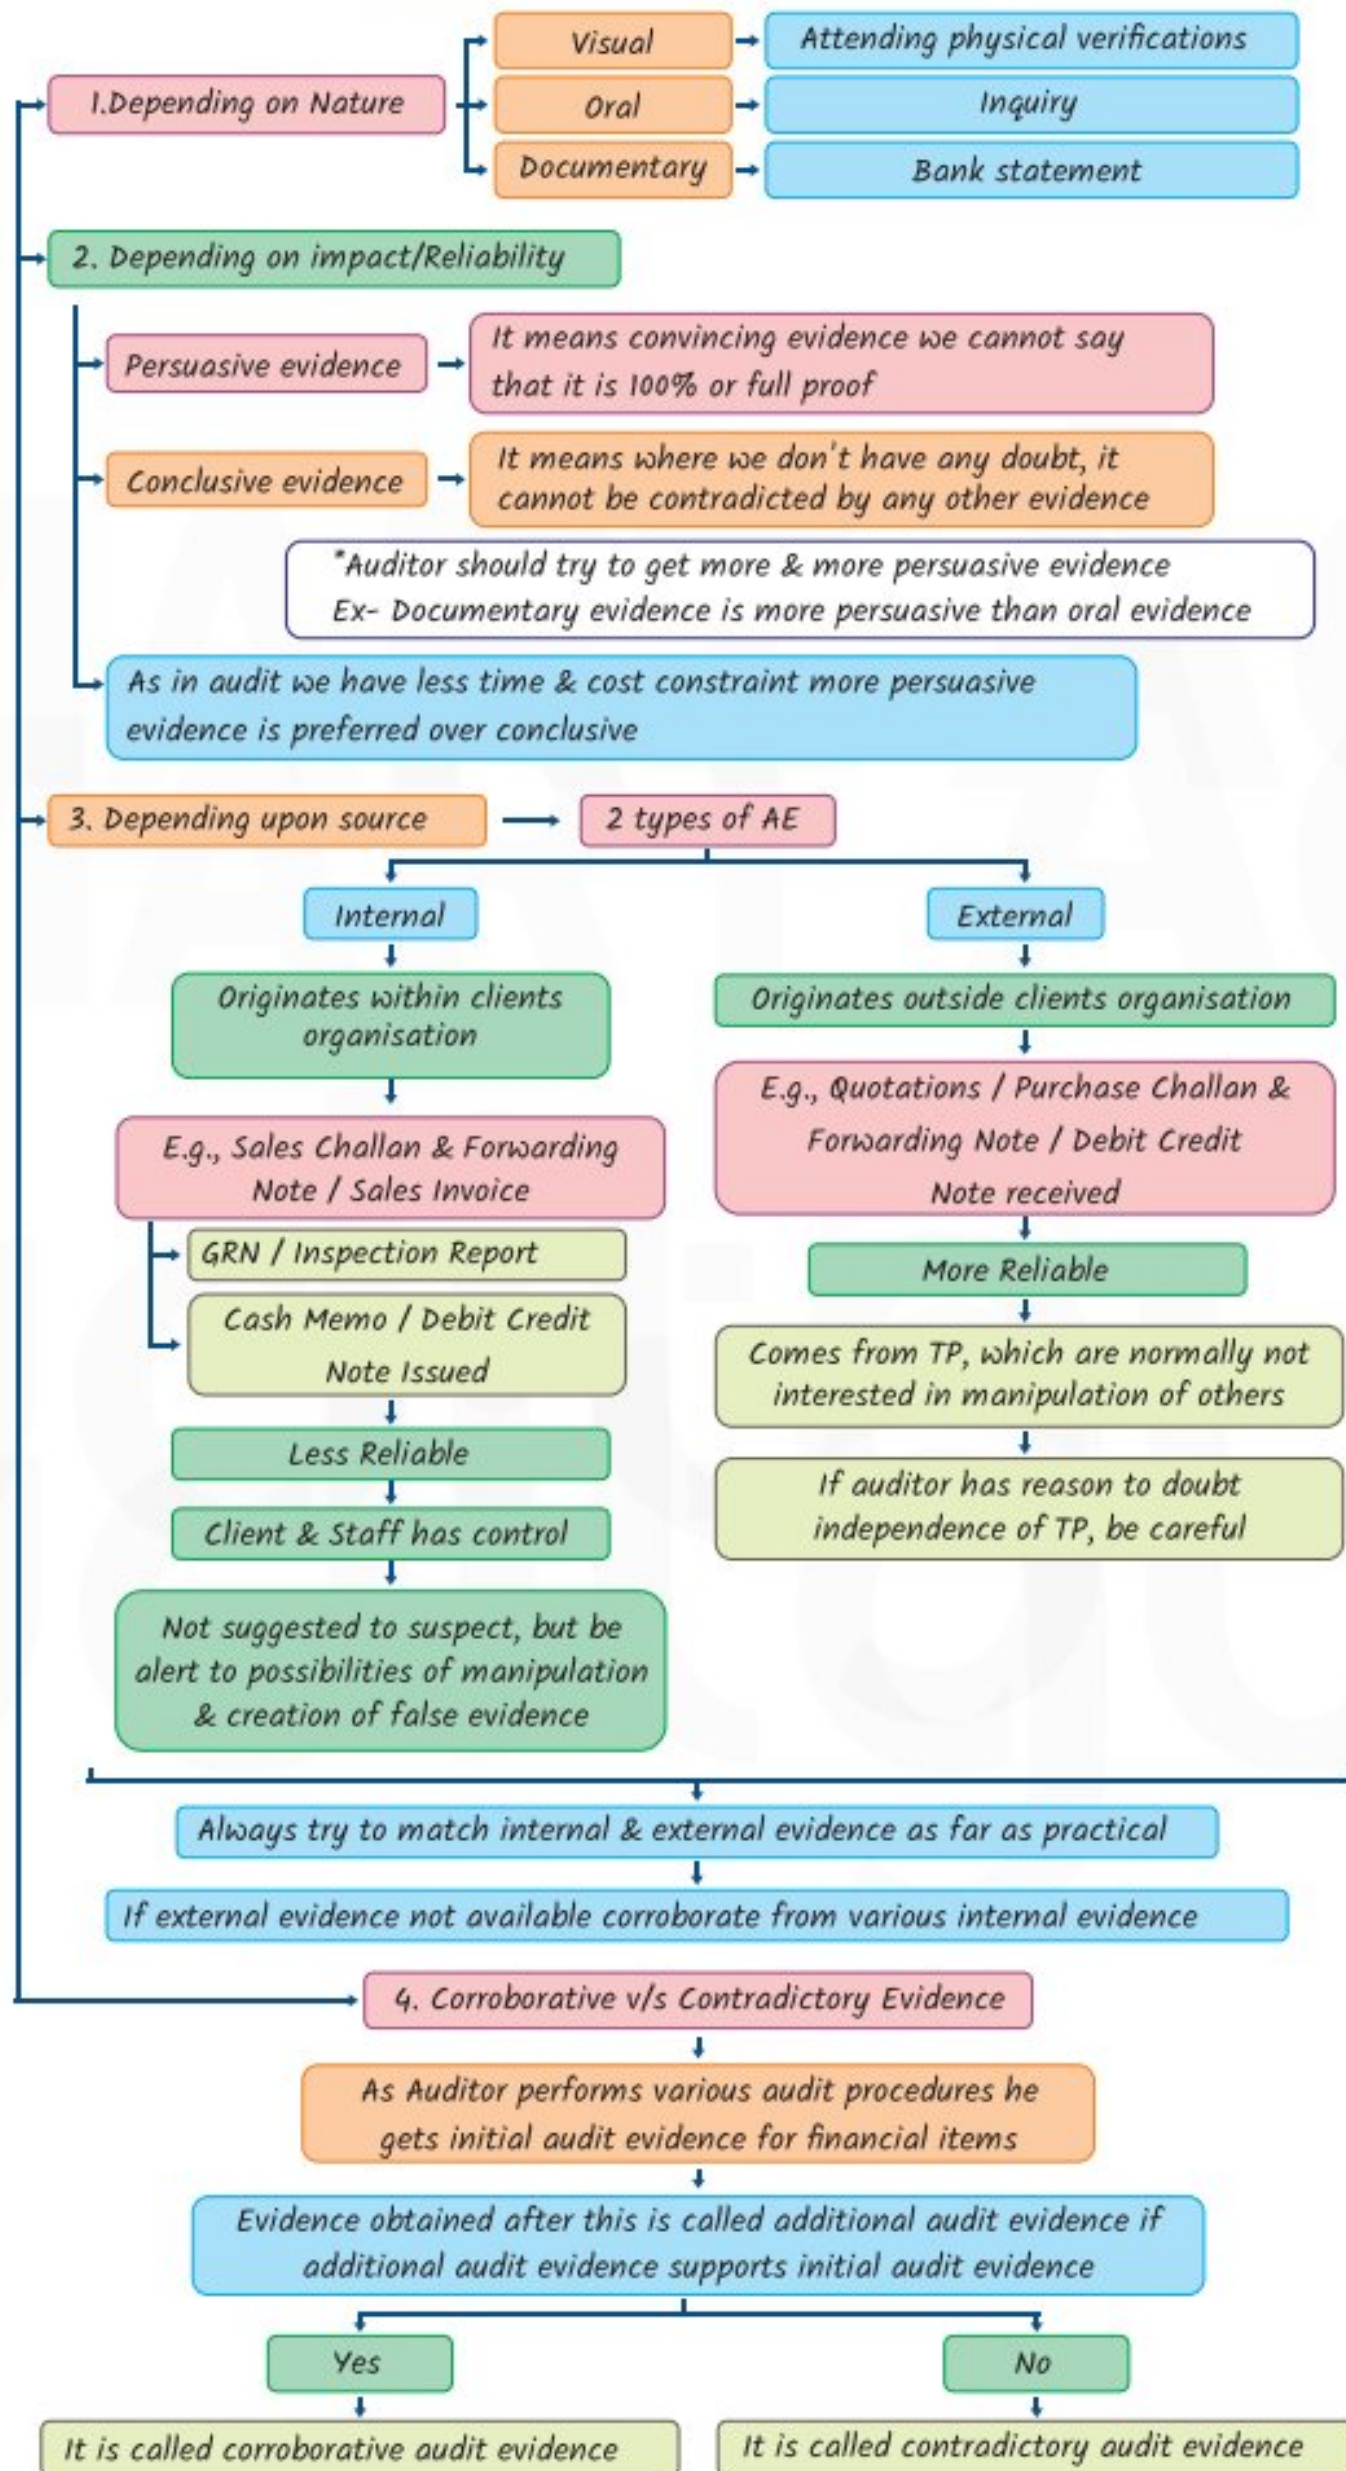 Visual
Attending physical verifications
1.Depending on Nature
Oral
Inquiry
Documentary
Bank statement
2. Depending on impact/Reliability
Persuasive evidence
It means convincing evidence we cannot say
that it is 100% or full proof
Conclusive evidence
It means where we don't have any doubt, it
cannot be contradicted by any other evidence
*Auditor should try to get more & more persuasive evidence
Ex- Documentary evidence is more persuasive than oral evidence
As in audit we have less time & cost constraint more persuasive
evidence is preferred over conclusive
3. Depending upon source
2 types of AE
Internal
Originates within clients
organisation
E.g., Sales Challan & Forwarding
Note / Sales Invoice
GRN / Inspection Report
Cash Memo / Debit Credit
Note Issued
Less Reliable
Client & Staff has control
Not suggested to suspect, but be
alert to possibilities of manipulation
& creation of false evidence
External
Originates outside clients organisation
E.g., Quotations / Purchase Challan &
Forwarding Note / Debit Credit
Note received
More Reliable
Comes from TP, which are normally not
interested in manipulation of others
If auditor has reason to doubt
independence of TP, be careful
Always try to match internal & external evidence as far as practical
If external evidence not available corroborate from various internal evidence
4. Corroborative v/s Contradictory Evidence
As Auditor performs various audit procedures he
gets initial audit evidence for financial items
Evidence obtained after this is called additional audit evidence if
additional audit evidence supports initial audit evidence
Yes
No
It is called corroborative audit evidence
It is called contradictory audit evidence